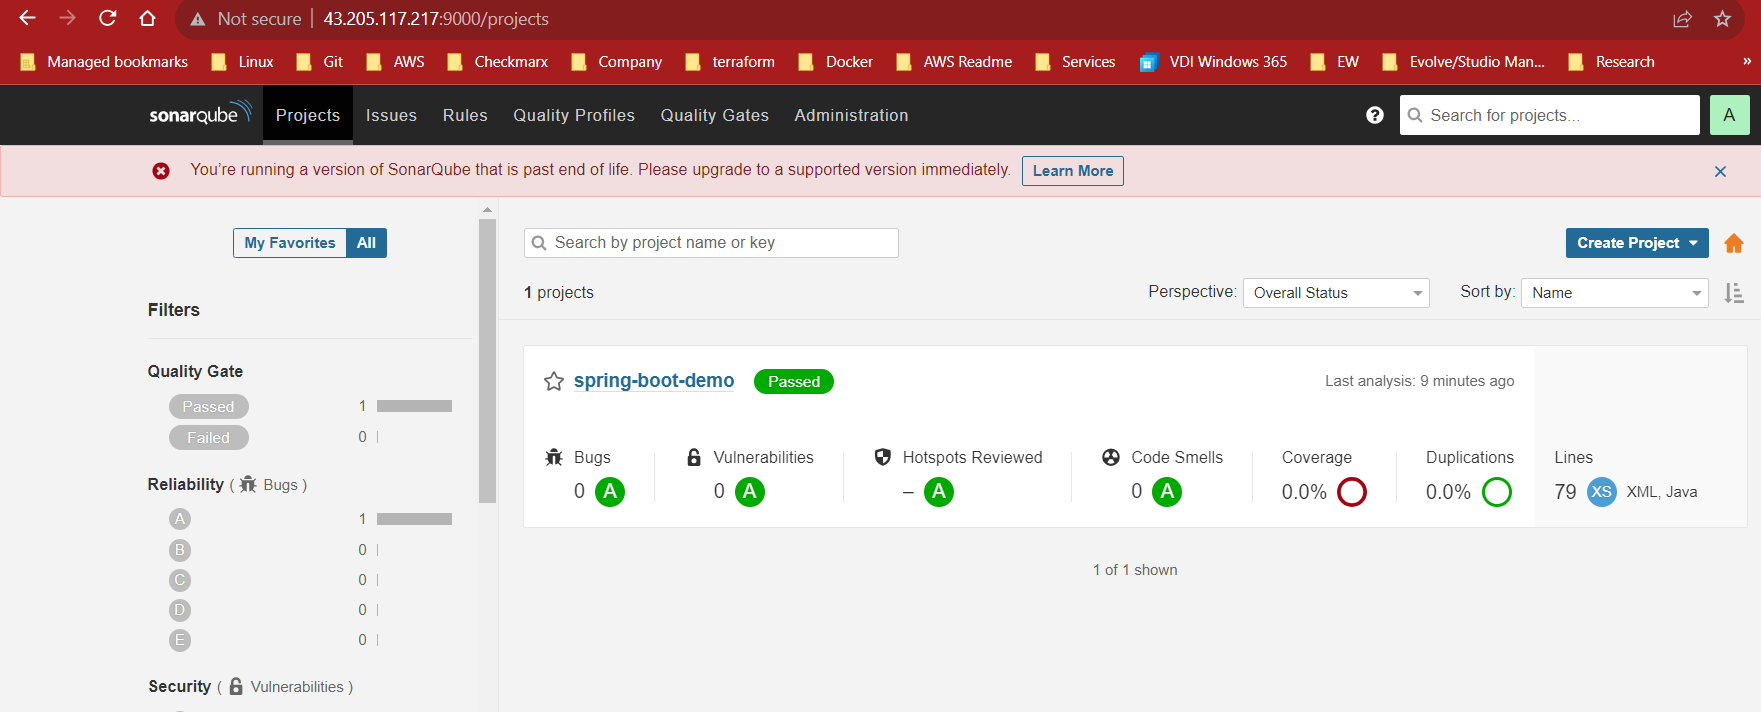 Not secure | 43.205.117.217:9000/projects
Managed bookmarks Linux Git AWS Checkmarx Company terraform Docker AWS Readme Services VDI Windows 365 EW Evolve/Studio Man... Research »
sonarqube Projects Issues Rules Quality Profiles Quality Gates Administration ? Search for projects... A
You're running a version of SonarQube that is past end of life. Please upgrade to a supported version immediately. Learn More
My Favorites All
Search by project name or key
Create Project
1 projects
Perspective: Overall Status Sort by: Name
Filters
Quality Gate
Passed 1
Failed 0
Reliability ( Bugs )
A 1
B 0
C 0
D 0
E 0
Security ( Vulnerabilities )
spring-boot-demo Passed Last analysis: 9 minutes ago
Bugs Vulnerabilities Hotspots Reviewed Code Smells Coverage Duplications Lines
0 A 0 A – A 0 A 0.0% 0.0% 79 XS XML, Java
1 of 1 shown